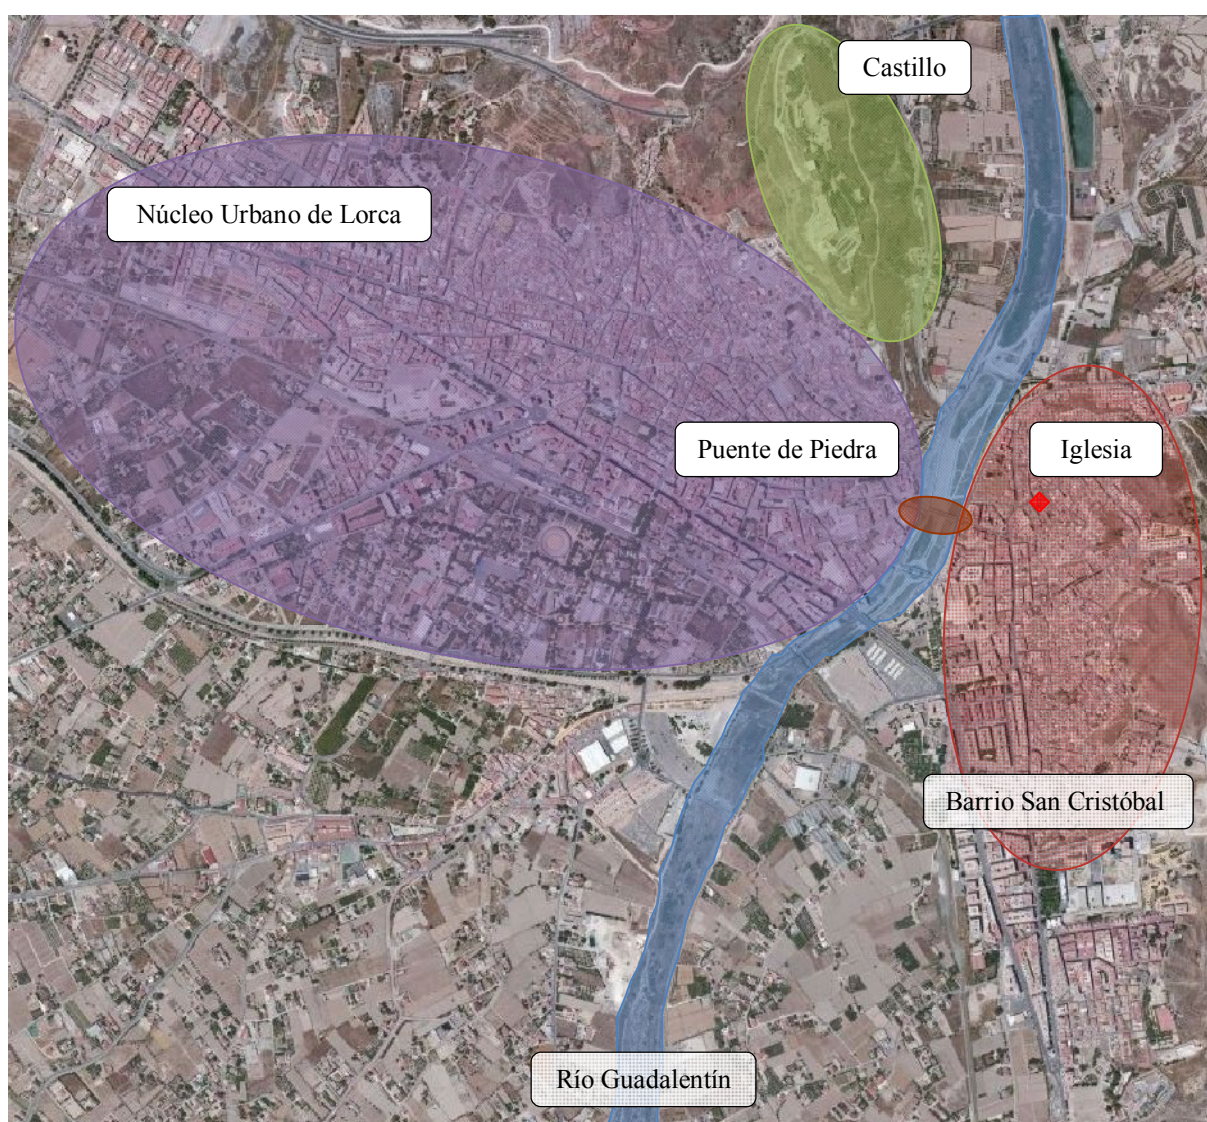 Castillo
Núcleo Urbano de Lorca
Puente de Piedra
Iglesia
Barrio San Cristóbal
Río Guadalentín